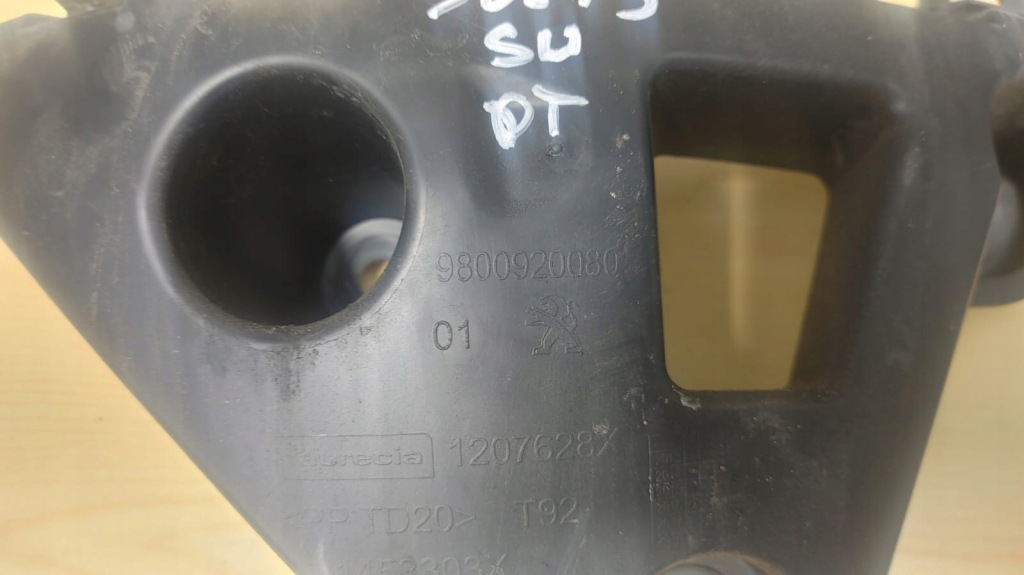 SU
DT
9800920080
01
faurecia 1207628X
>PP TD20< T92